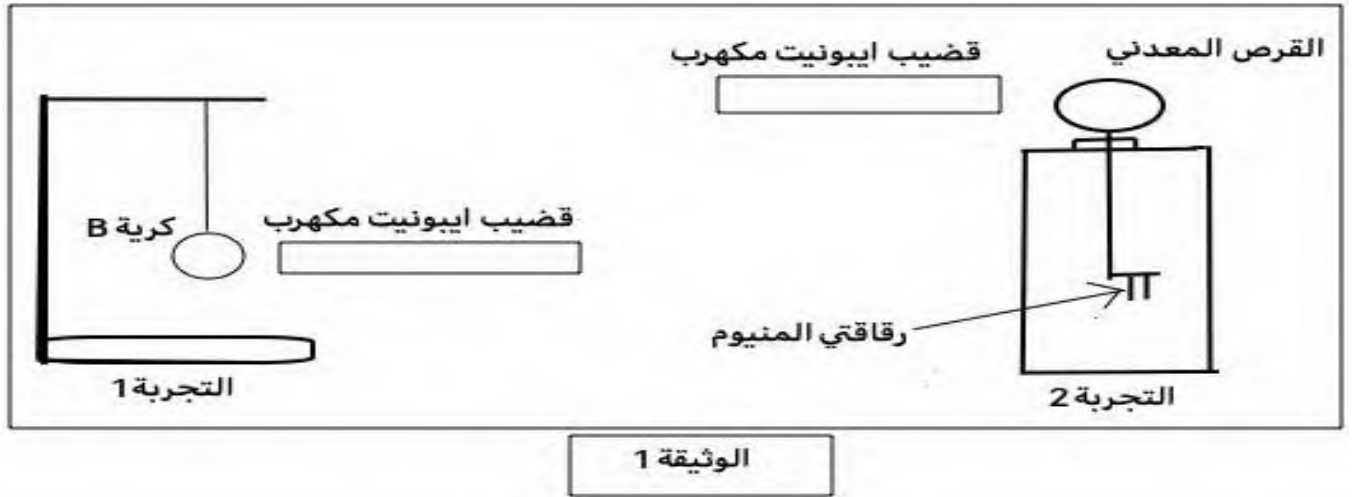 القرص المعدني
قضيب ايبونيت مكهرب
كرية B
قضيب ايبونيت مكهرب
رقاقتي المنيوم
التجربة 1
التجربة 2
الوثيقة 1